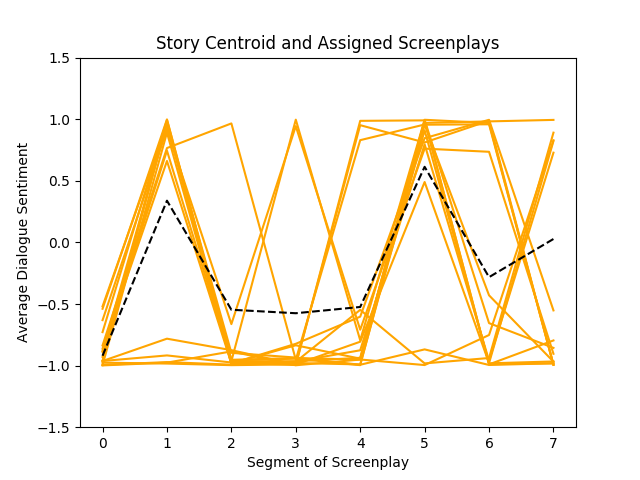 Story Centroid and Assigned Screenplays
1.5
1.0
0.5
0.0
−0.5
−1.0
−1.5
Average Dialogue Sentiment
0 1 2 3 4 5 6 7
Segment of Screenplay